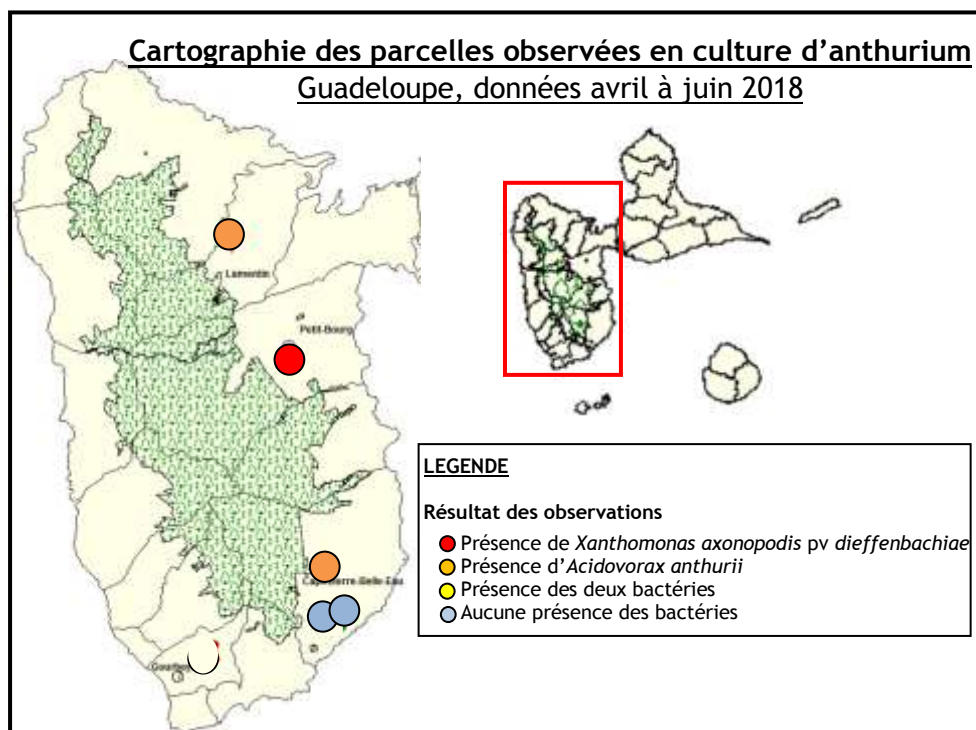 Cartographie des parcelles observées en culture d'anthurium
Guadeloupe, données avril à juin 2018
Lamentin
Petit-Bourg
LEGENDE
Résultat des observations
Présence de Xanthomonas axonopodis pv dieffenbachiae
Présence d'Acidovorax anthurii
Présence des deux bactéries
Aucune présence des bactéries